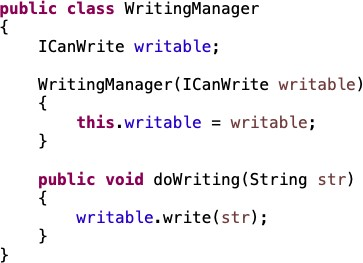 public class WritingManager
{
    ICanWrite writable;

    WritingManager(ICanWrite writable)
    {
        this.writable = writable;
    }

    public void doWriting(String str)
    {
        writable.write(str);
    }
}